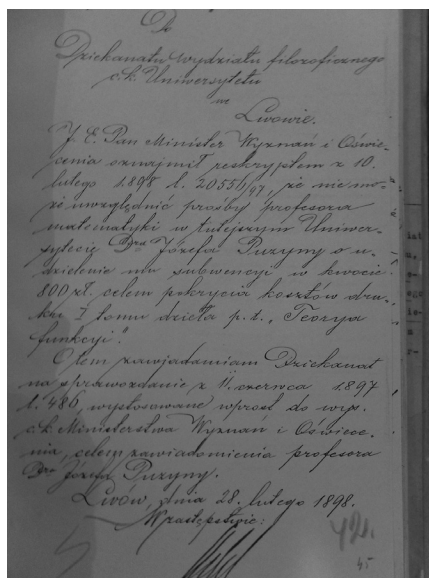 Do
Dziekanatu wydziału filozoficznego
c.k. Uniwersytetu
we
Lwowie.
J. E. Pan Minister Wyznań i Oświe-
cenia oznajmił reskryptem z 10.
lutego 1898 l. 20556/97, że nie mo-
że uwzględnić prośby profesora
matematyki w tutejszym Uniwer-
sytecie Dra Józefa Puzyny o u-
dzielenie mu subwencyi w kwocie
800 zł. celem pokrycia kosztów dru-
ku I tomu dzieła p.t. „Teorya
funkcyi".
O tem zawiadamiam Dziekanat
na sprawozdanie z 11. czerwca 1897
l. 486, wystosowane wprost do wys.
c.k. Ministerstwa Wyznań i Oświece-
nia, celem zawiadomienia profesora
Dra Józefa Puzyny.
Lwów, dnia 28. lutego 1898.
W zastępstwie:
45